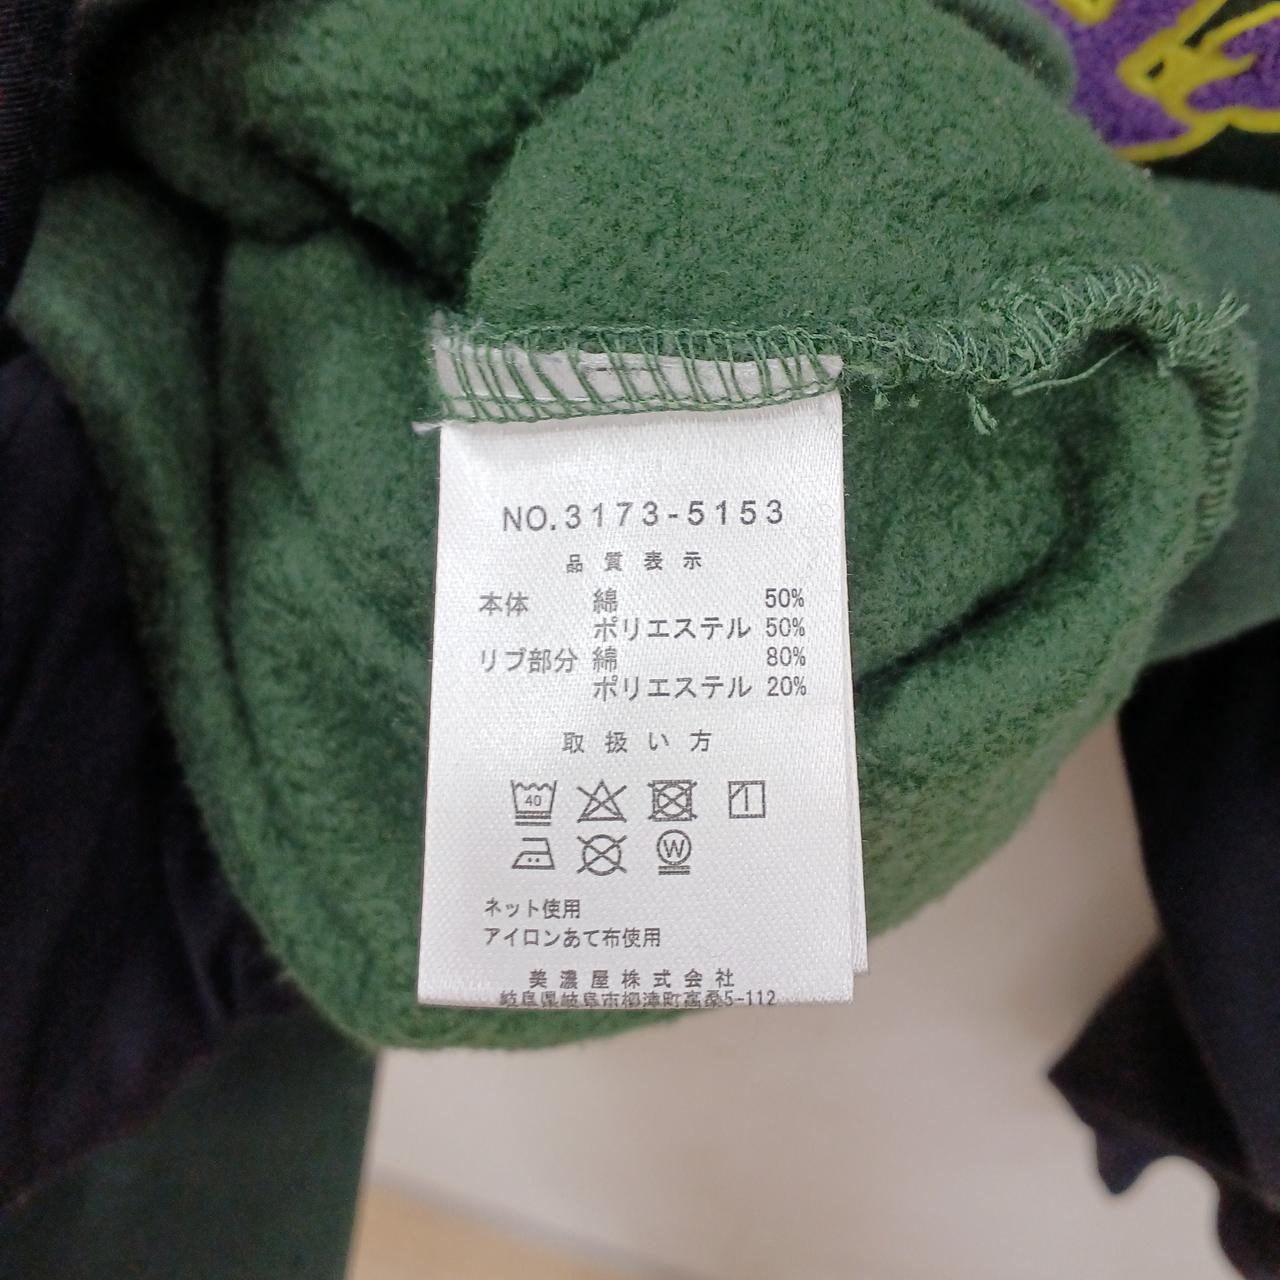 NO.3173-5153
品質表示
本体 綿 50%
ポリエステル 50%
リブ部分 綿 80%
ポリエステル 20%
取扱い方
40
W
ネット使用
アイロンあて布使用
美濃屋株式会社
岐阜県岐阜市柳津町高桑5-112